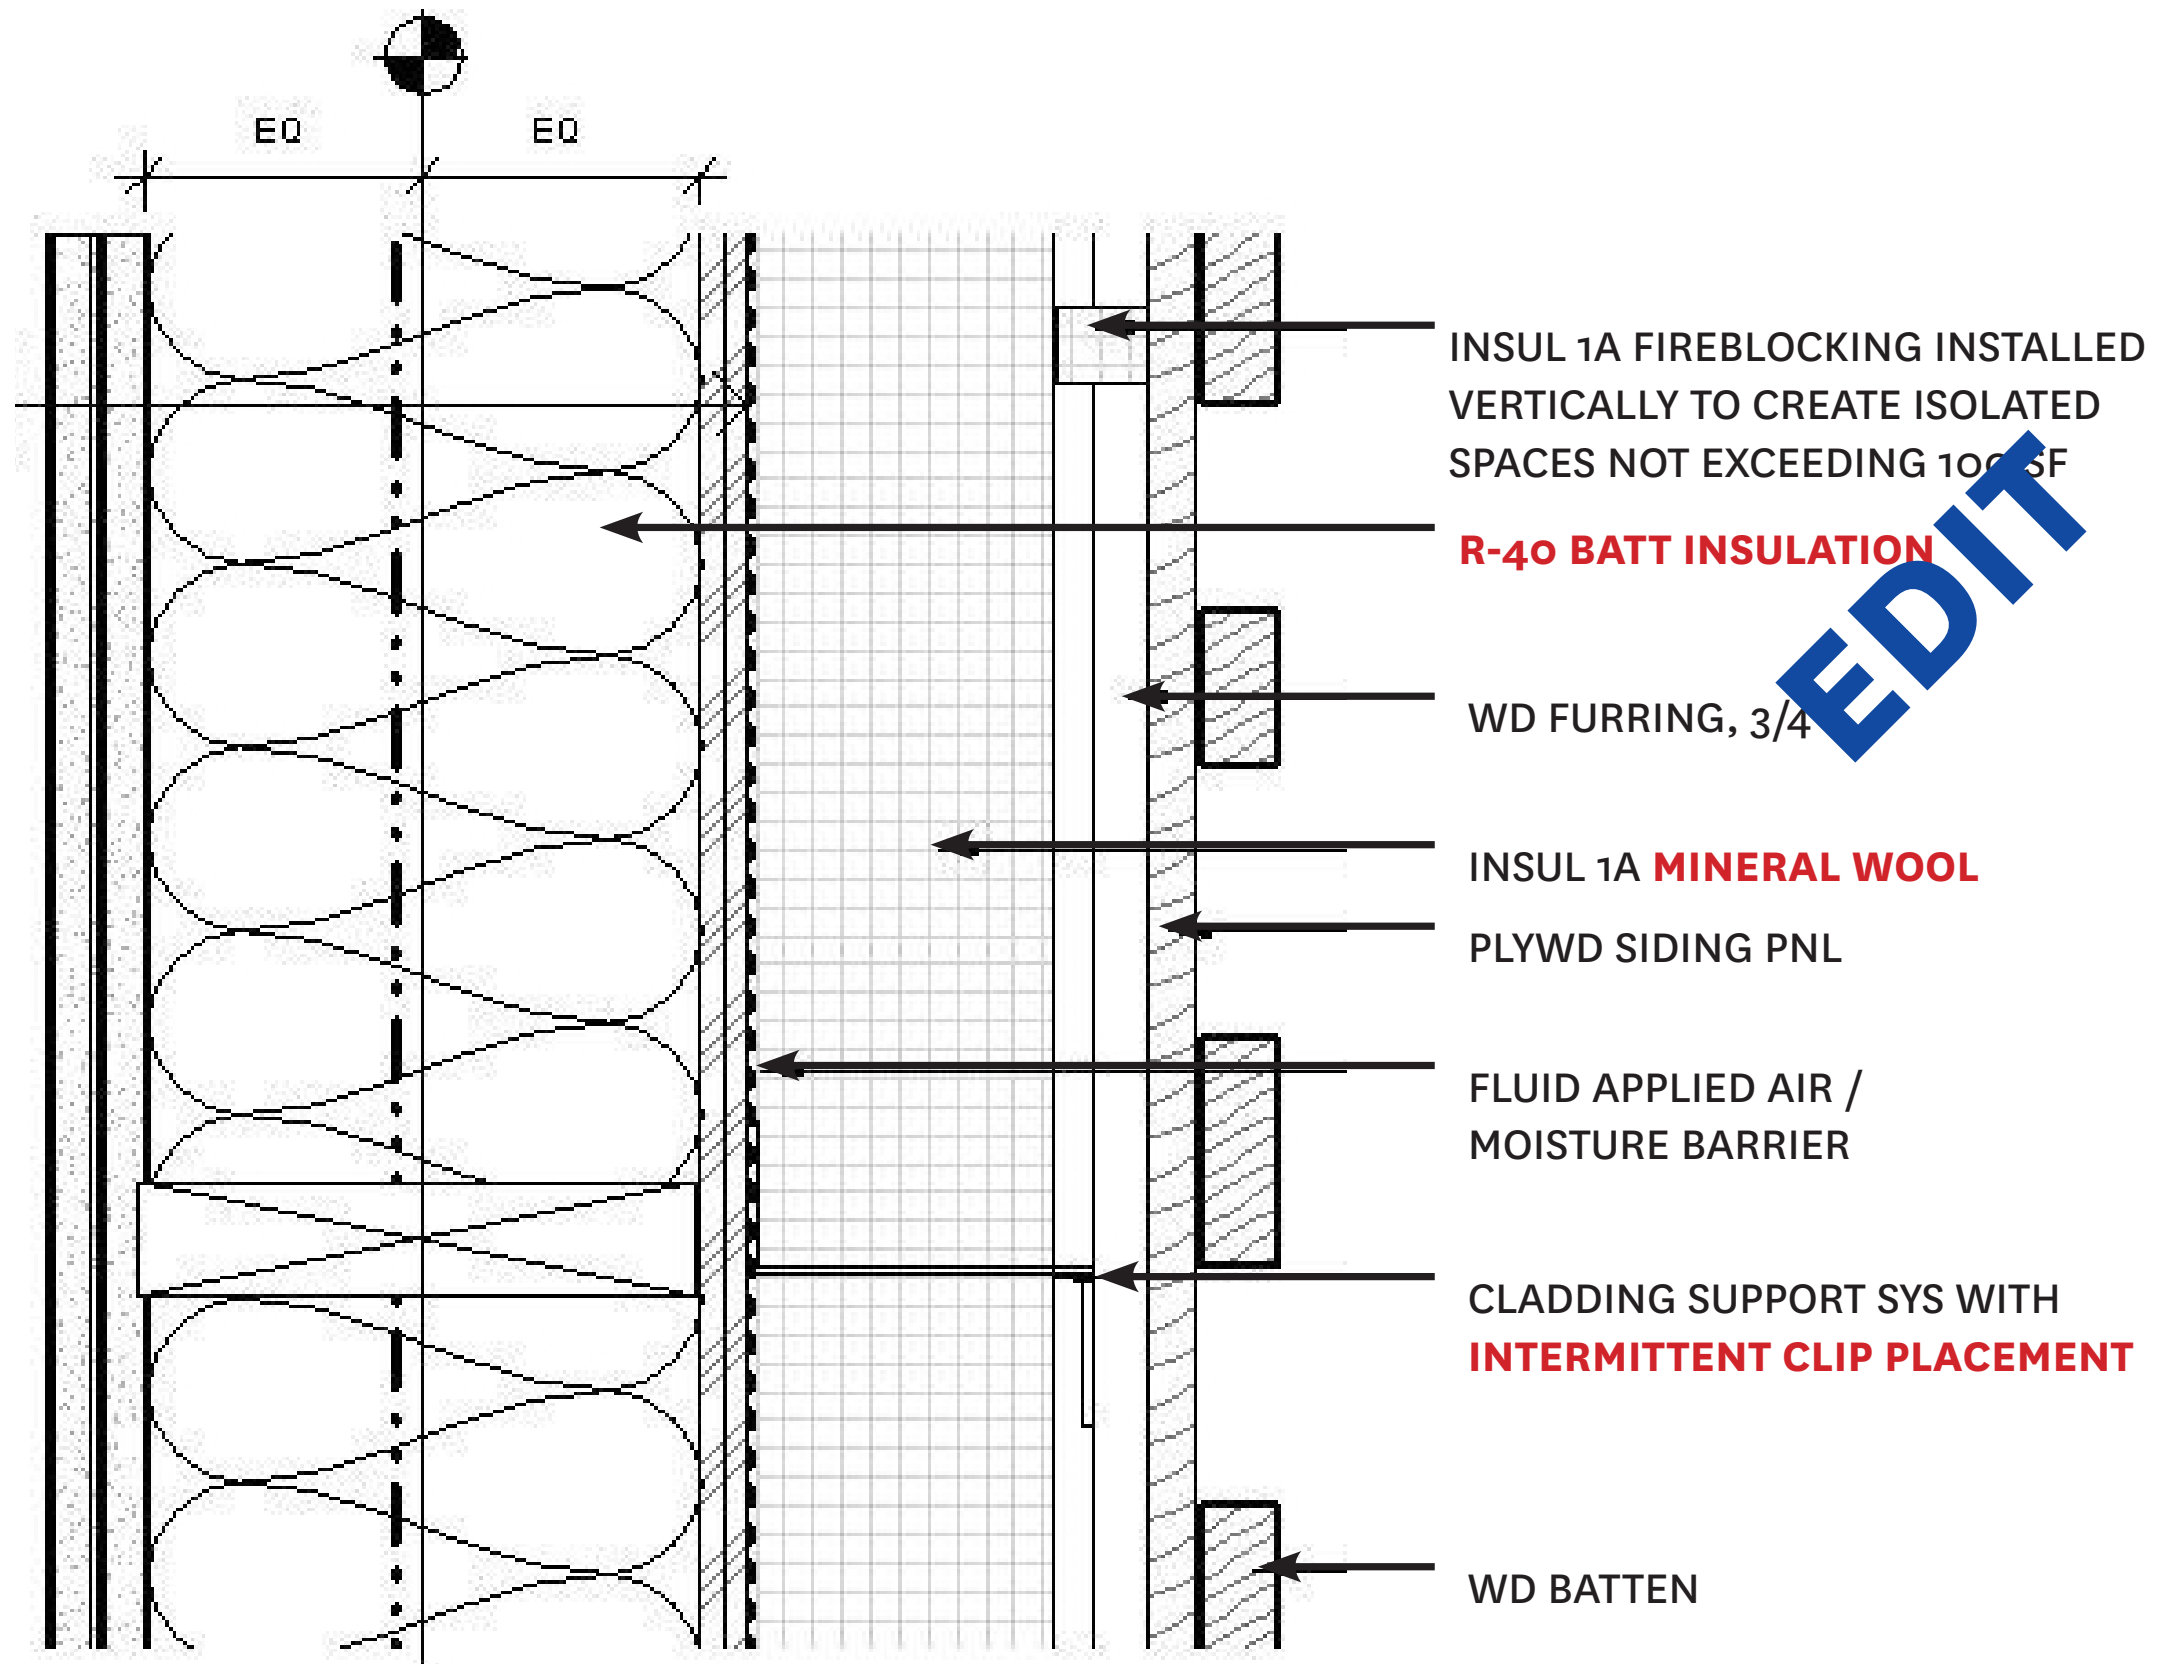 EQ EQ
INSUL 1A FIREBLOCKING INSTALLED
VERTICALLY TO CREATE ISOLATED
SPACES NOT EXCEEDING 100 SF
R-40 BATT INSULATION
EDIT
WD FURRING, 3/4
INSUL 1A MINERAL WOOL
PLYWD SIDING PNL
FLUID APPLIED AIR /
MOISTURE BARRIER
CLADDING SUPPORT SYS WITH
INTERMITTENT CLIP PLACEMENT
WD BATTEN